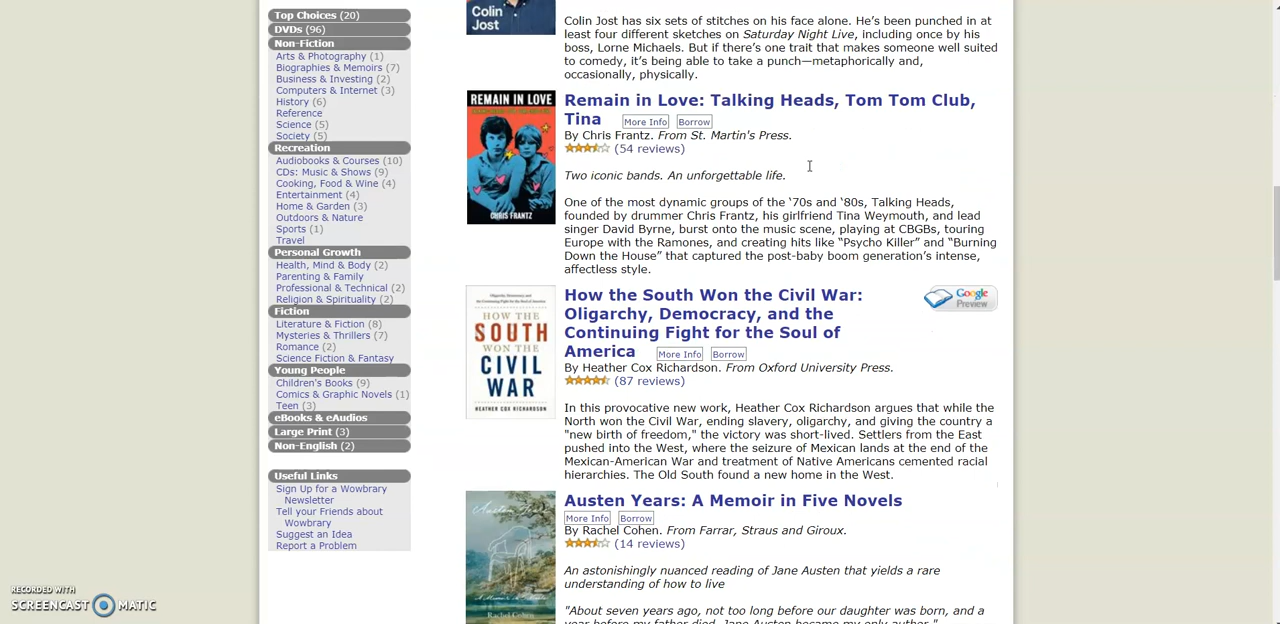 Top Choices (20)
DVDs (96)
Non-Fiction
Arts & Photography (1)
Biographies & Memoirs (7)
Business & Investing (2)
Computers & Internet (3)
History (6)
Reference
Science (5)
Society (5)
Recreation
Audiobooks & Courses (10)
CDs: Music & Shows (9)
Cooking, Food & Wine (4)
Entertainment (4)
Home & Garden (3)
Outdoors & Nature
Sports (1)
Travel
Personal Growth
Health, Mind & Body (2)
Parenting & Family
Professional & Technical (2)
Religion & Spirituality (2)
Fiction
Literature & Fiction (8)
Mysteries & Thrillers (7)
Romance (2)
Science Fiction & Fantasy
Young People
Children's Books (9)
Comics & Graphic Novels (1)
Teen (3)
eBooks & eAudios
Large Print (3)
Non-English (2)
Useful Links
Sign Up for a Wowbrary
Newsletter
Tell your Friends about
Wowbrary
Suggest an Idea
Report a Problem
Colin
Jost
Colin Jost has six sets of stitches on his face alone. He’s been punched in at
least four different sketches on Saturday Night Live, including once by his
boss, Lorne Michaels. But if there’s one trait that makes someone well suited
to comedy, it’s being able to take a punch—metaphorically and,
occasionally, physically.
REMAIN IN LOVE
CHRIS FRANTZ
Remain in Love: Talking Heads, Tom Tom Club,
Tina More Info Borrow
By Chris Frantz. From St. Martin's Press.
(54 reviews)
Two iconic bands. An unforgettable life.
One of the most dynamic groups of the ‘70s and ‘80s, Talking Heads,
founded by drummer Chris Frantz, his girlfriend Tina Weymouth, and lead
singer David Byrne, burst onto the music scene, playing at CBGBs, touring
Europe with the Ramones, and creating hits like “Psycho Killer” and “Burning
Down the House” that captured the post-baby boom generation’s intense,
affectless style.
HOW THE
SOUTH
WON THE
CIVIL
WAR
HEATHER COX RICHARDSON
How the South Won the Civil War:
Oligarchy, Democracy, and the
Continuing Fight for the Soul of
America More Info Borrow
Google
Preview
By Heather Cox Richardson. From Oxford University Press.
(87 reviews)
In this provocative new work, Heather Cox Richardson argues that while the
North won the Civil War, ending slavery, oligarchy, and giving the country a
"new birth of freedom," the victory was short-lived. Settlers from the East
pushed into the West, where the seizure of Mexican lands at the end of the
Mexican-American War and treatment of Native Americans cemented racial
hierarchies. The Old South found a new home in the West.
Austen Years
Rachel Cohen
Austen Years: A Memoir in Five Novels
More Info Borrow
By Rachel Cohen. From Farrar, Straus and Giroux.
(14 reviews)
An astonishingly nuanced reading of Jane Austen that yields a rare
understanding of how to live
"About seven years ago, not too long before our daughter was born, and a
year before my father died, Jane Austen became my only author."
RECORDED WITH
SCREENCAST MATIC